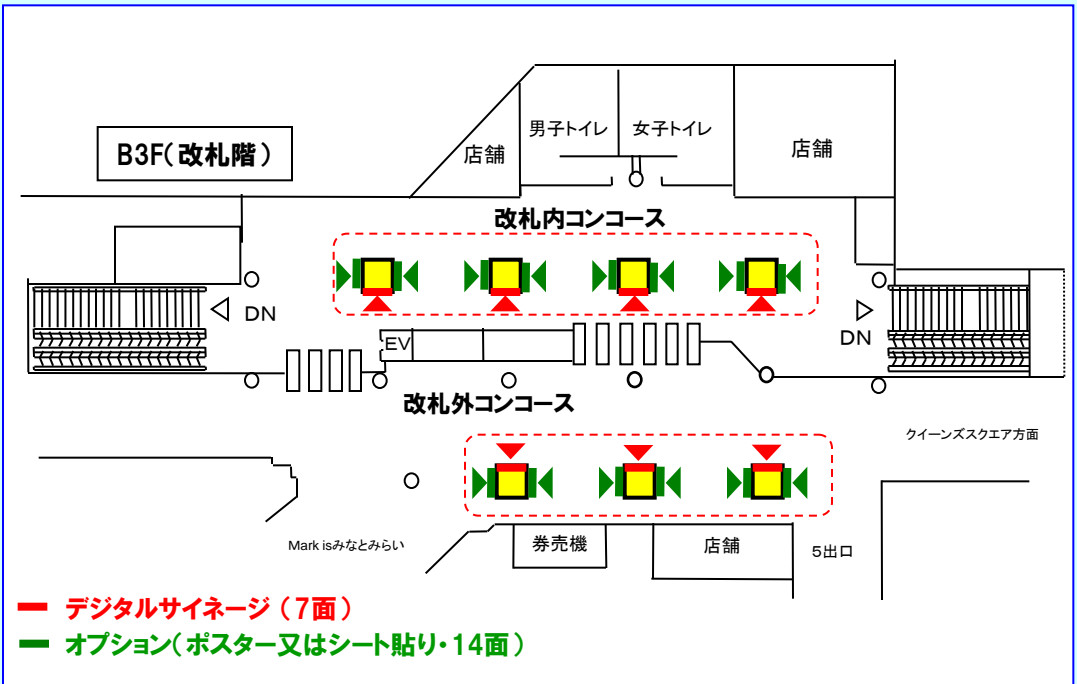 B3F（改札階）
店舗
男子トイレ
女子トイレ
店舗
改札内コンコース
DN
DN
EV
改札外コンコース
クイーンズスクエア方面
Mark isみなとみらい
券売機
店舗
5出口
デジタルサイネージ（7面）
オプション（ポスター又はシート貼り・14面）